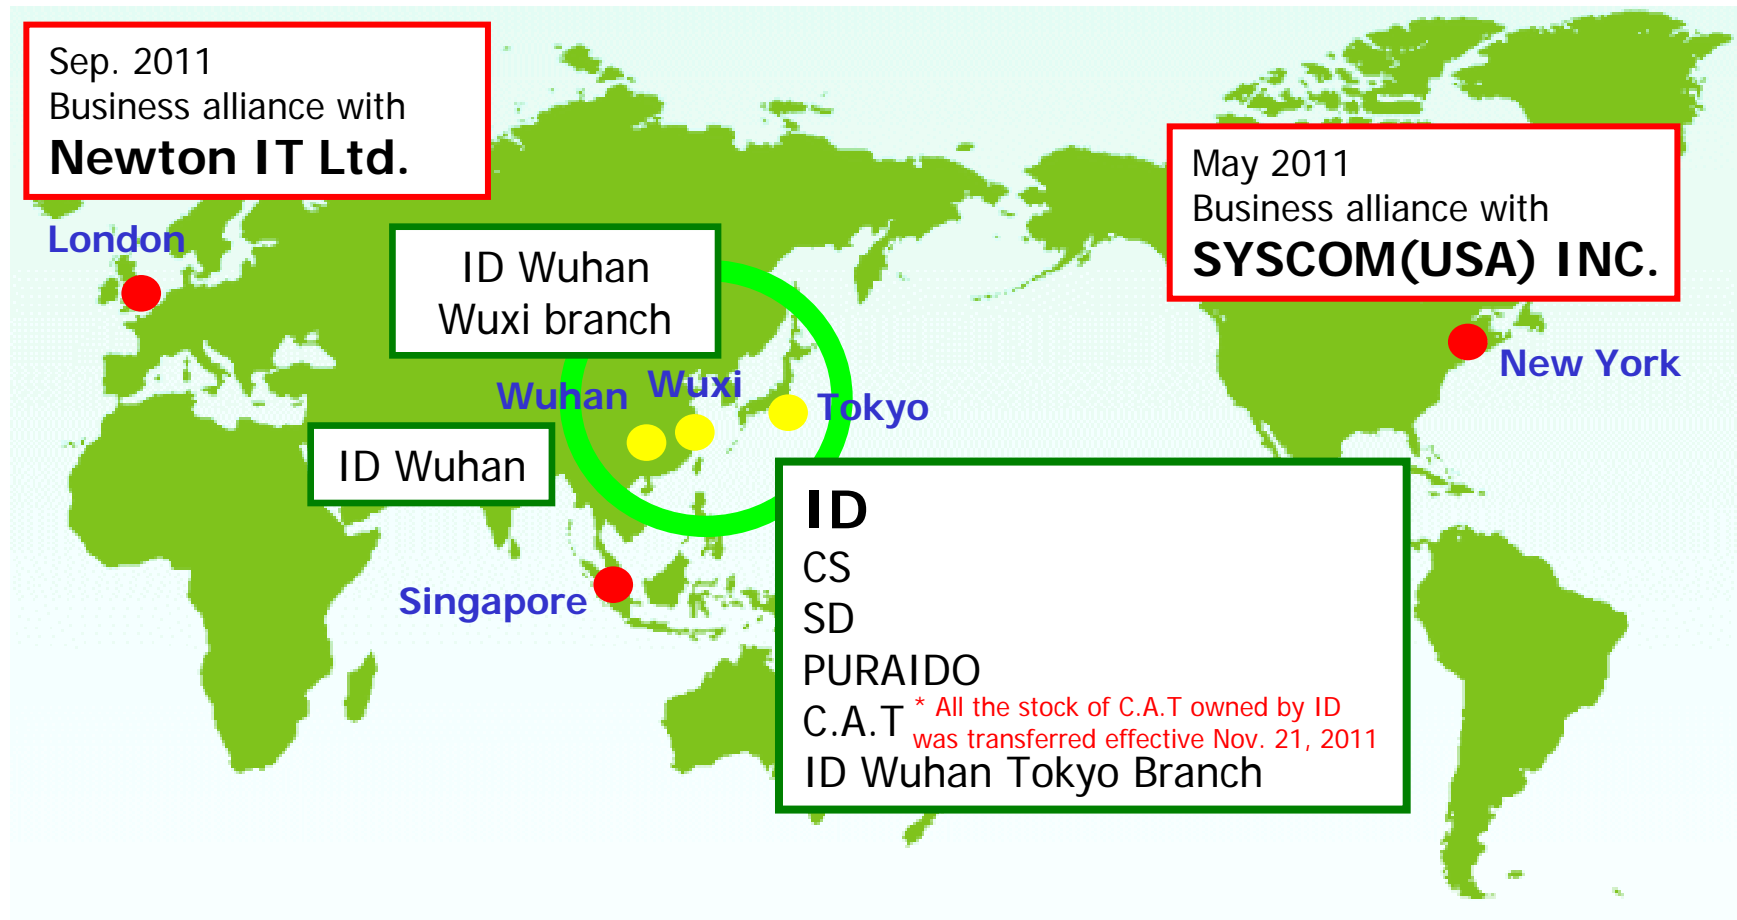 Sep. 2011
Business alliance with
Newton IT Ltd.
May 2011
Business alliance with
SYSCOM(USA) INC.
London
ID Wuhan
Wuxi branch
New York
Wuhan
Wuxi
Tokyo
ID Wuhan
Singapore
ID
CS
SD
PURAIDO
C.A.T
* All the stock of C.A.T owned by ID
was transferred effective Nov. 21, 2011
ID Wuhan Tokyo Branch